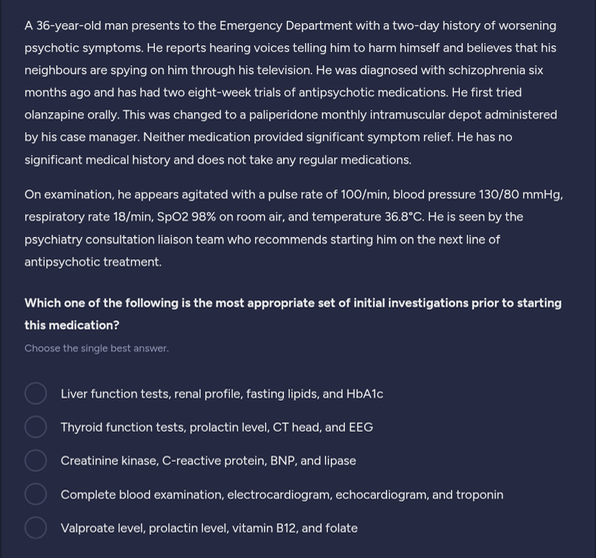 A 36-year-old man presents to the Emergency Department with a two-day history of worsening
psychotic symptoms. He reports hearing voices telling him to harm himself and believes that his
neighbours are spying on him through his television. He was diagnosed with schizophrenia six
months ago and has had two eight-week trials of antipsychotic medications. He first tried
olanzapine orally. This was changed to a paliperidone monthly intramuscular depot administered
by his case manager. Neither medication provided significant symptom relief. He has no
significant medical history and does not take any regular medications.
On examination, he appears agitated with a pulse rate of 100/min, blood pressure 130/80 mmHg,
respiratory rate 18/min, SpO2 98% on room air, and temperature 36.8°C. He is seen by the
psychiatry consultation liaison team who recommends starting him on the next line of
antipsychotic treatment.
Which one of the following is the most appropriate set of initial investigations prior to starting
this medication?
Choose the single best answer.
Liver function tests, renal profile, fasting lipids, and HbA1c
Thyroid function tests, prolactin level, CT head, and EEG
Creatinine kinase, C-reactive protein, BNP, and lipase
Complete blood examination, electrocardiogram, echocardiogram, and troponin
Valproate level, prolactin level, vitamin B12, and folate